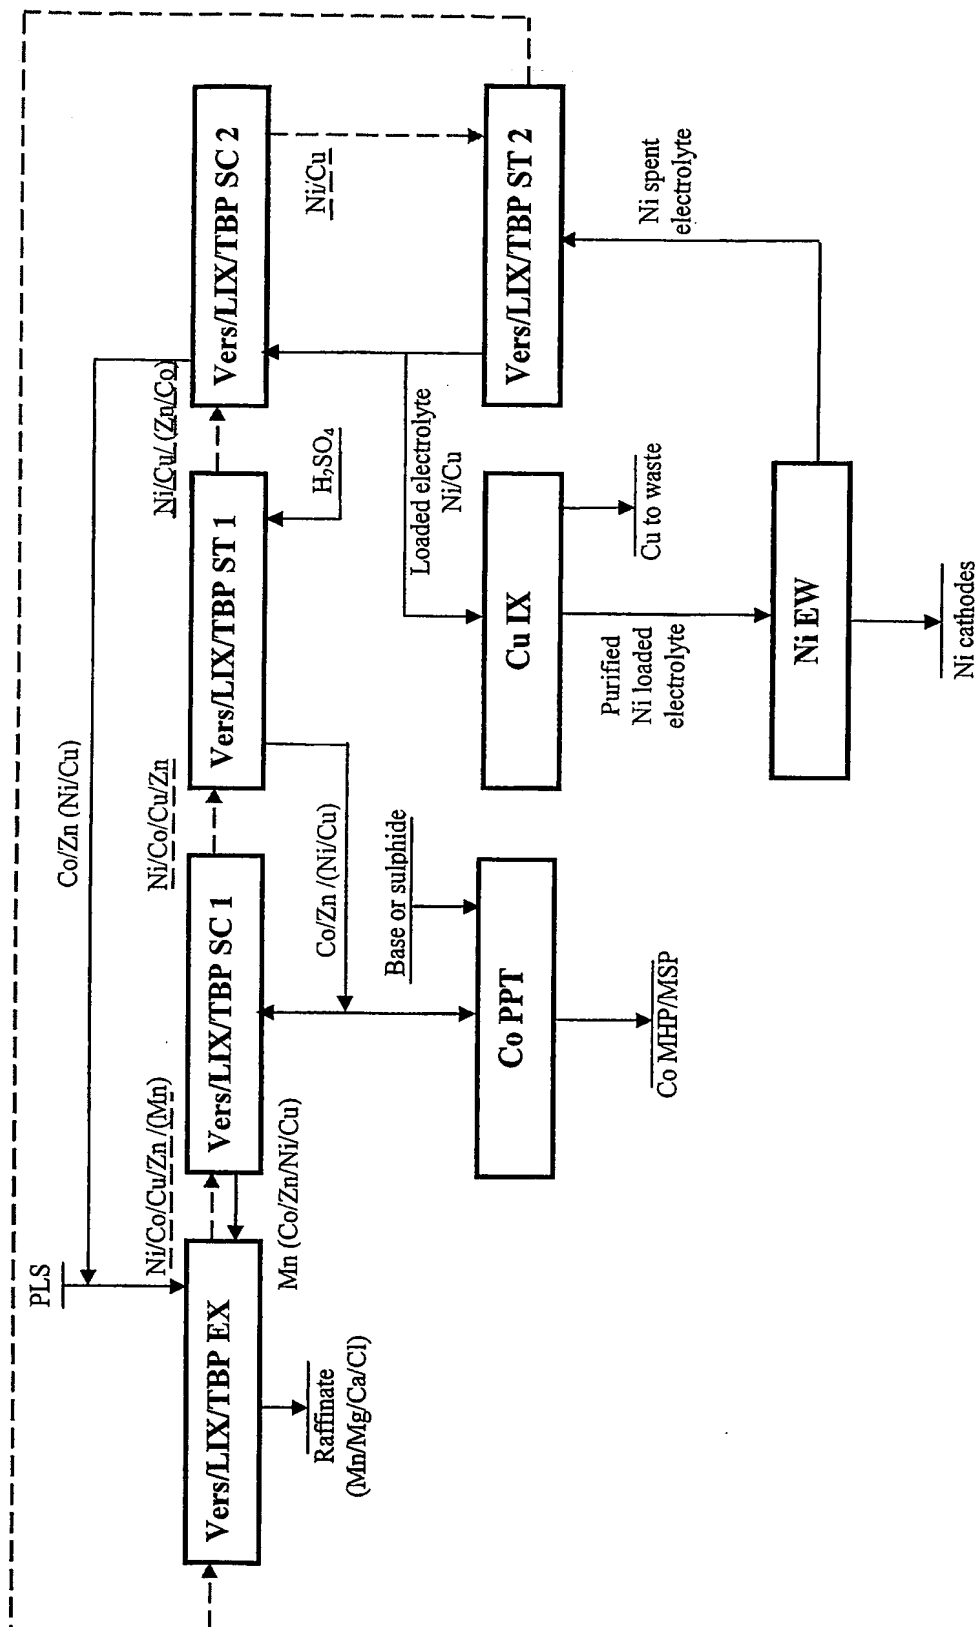 PLS
Co/Zn (Ni/Cu)
Ni/Co/Cu/Zn /(Mn)
Ni/Co/Cu/Zn
Ni/Cu/ (Zn/Co)
Vers/LIX/TBP EX
Vers/LIX/TBP SC 1
Vers/LIX/TBP ST 1
Vers/LIX/TBP SC 2
Mn (Co/Zn/Ni/Cu)
Raffinate
(Mn/Mg/Ca/Cl)
Co/Zn /(Ni/Cu)
H2SO4
Ni/Cu
Base or sulphide
Loaded electrolyte
Ni/Cu
Co PPT
Cu IX
Vers/LIX/TBP ST 2
Co MHP/MSP
Purified
Ni loaded
electrolyte
Cu to waste
Ni spent
electrolyte
Ni EW
Ni cathodes